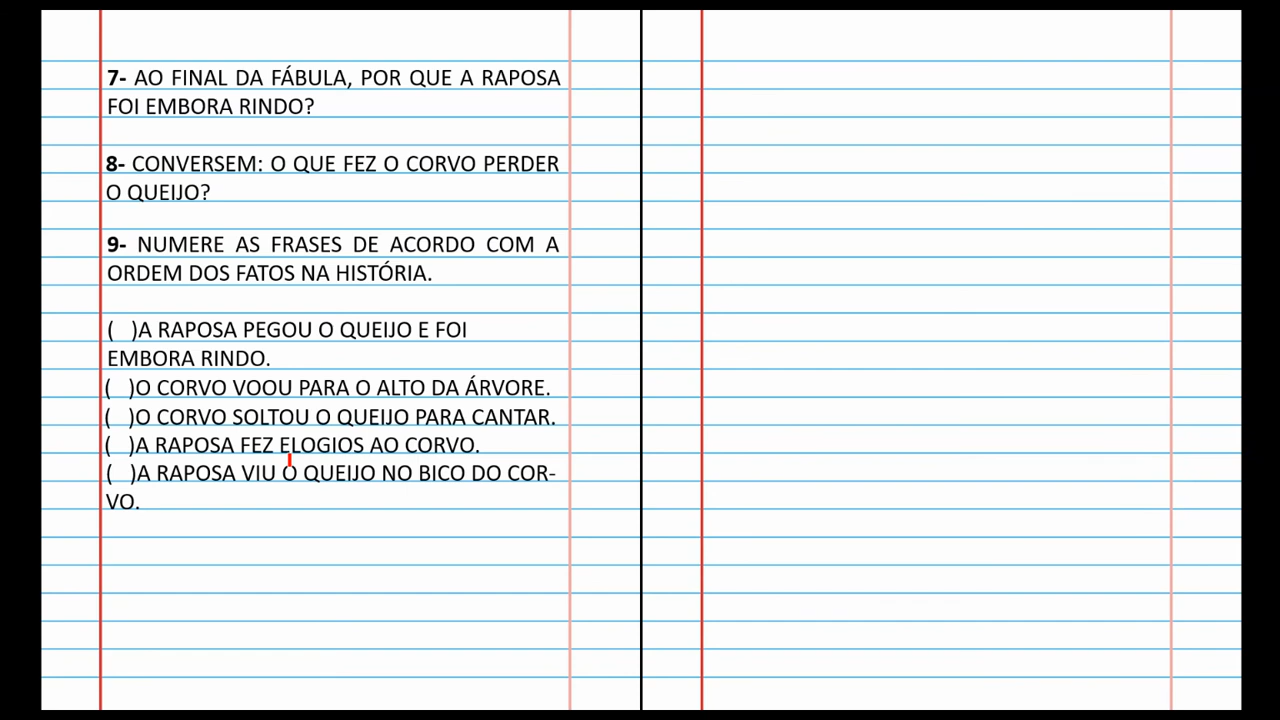 7- AO FINAL DA FÁBULA, POR QUE A RAPOSA
FOI EMBORA RINDO?
8- CONVERSEM: O QUE FEZ O CORVO PERDER
O QUEIJO?
9- NUMERE AS FRASES DE ACORDO COM A
ORDEM DOS FATOS NA HISTÓRIA.
(   )A RAPOSA PEGOU O QUEIJO E FOI
EMBORA RINDO.
(   )O CORVO VOOU PARA O ALTO DA ÁRVORE.
(   )O CORVO SOLTOU O QUEIJO PARA CANTAR.
(   )A RAPOSA FEZ ELOGIOS AO CORVO.
(   )A RAPOSA VIU O QUEIJO NO BICO DO COR-
VO.